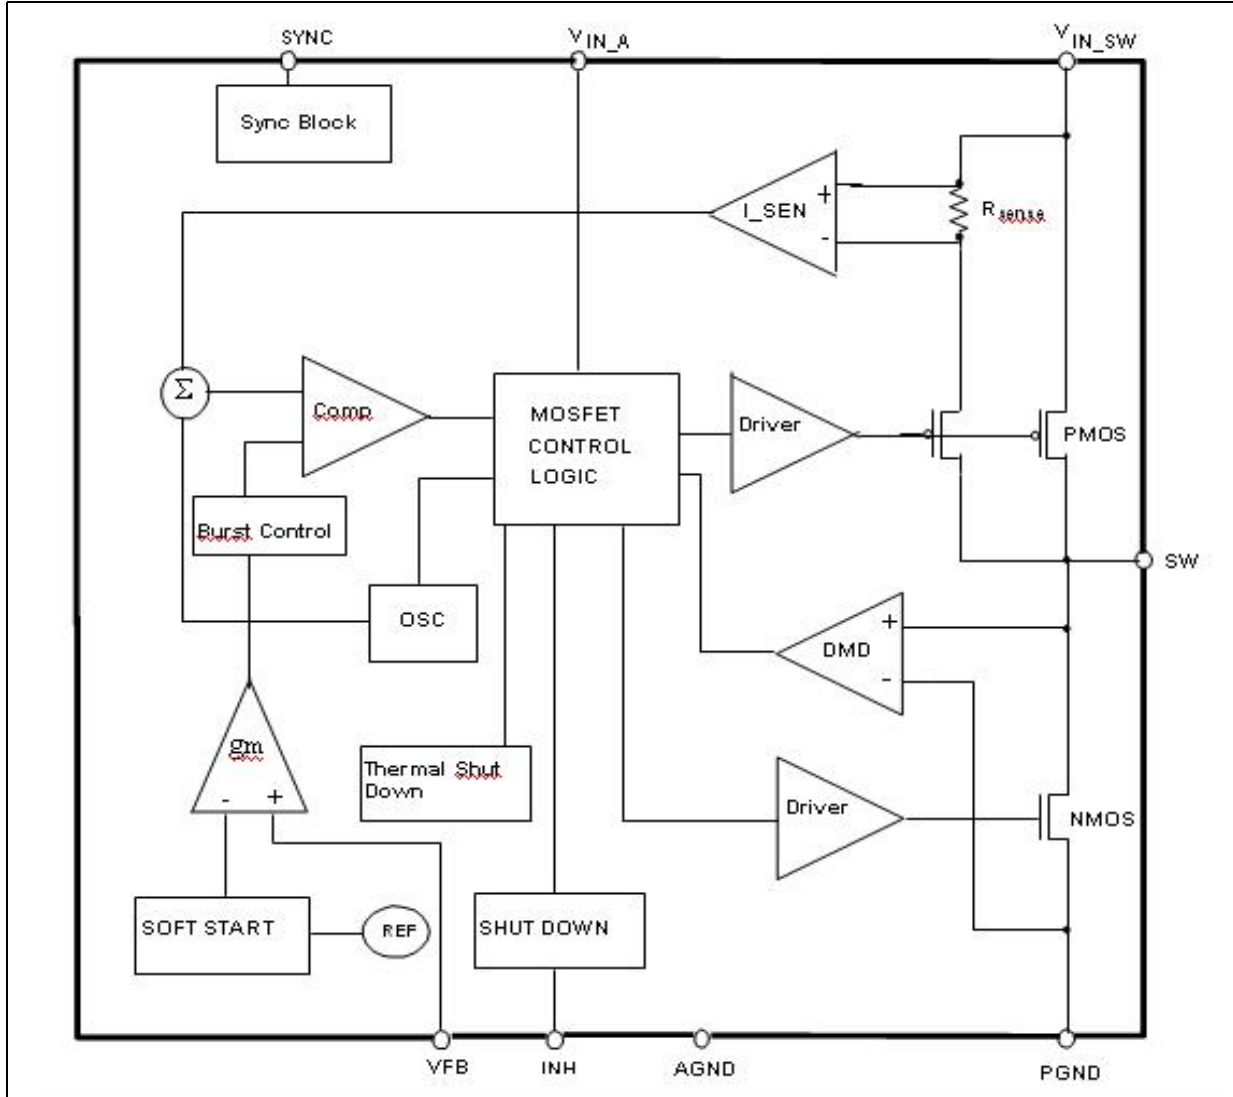 SYNC
VIN_A
VIN_SW
Sync Block
+
I_SEN
-
Rsense
Σ
Comp
MOSFET
CONTROL
LOGIC
Driver
PMOS
Burst Control
SW
OSC
+
DMD
-
gm
- +
Thermal Shut
Down
Driver
NMOS
SOFT START
REF
SHUT DOWN
VFB
INH
AGND
PGND